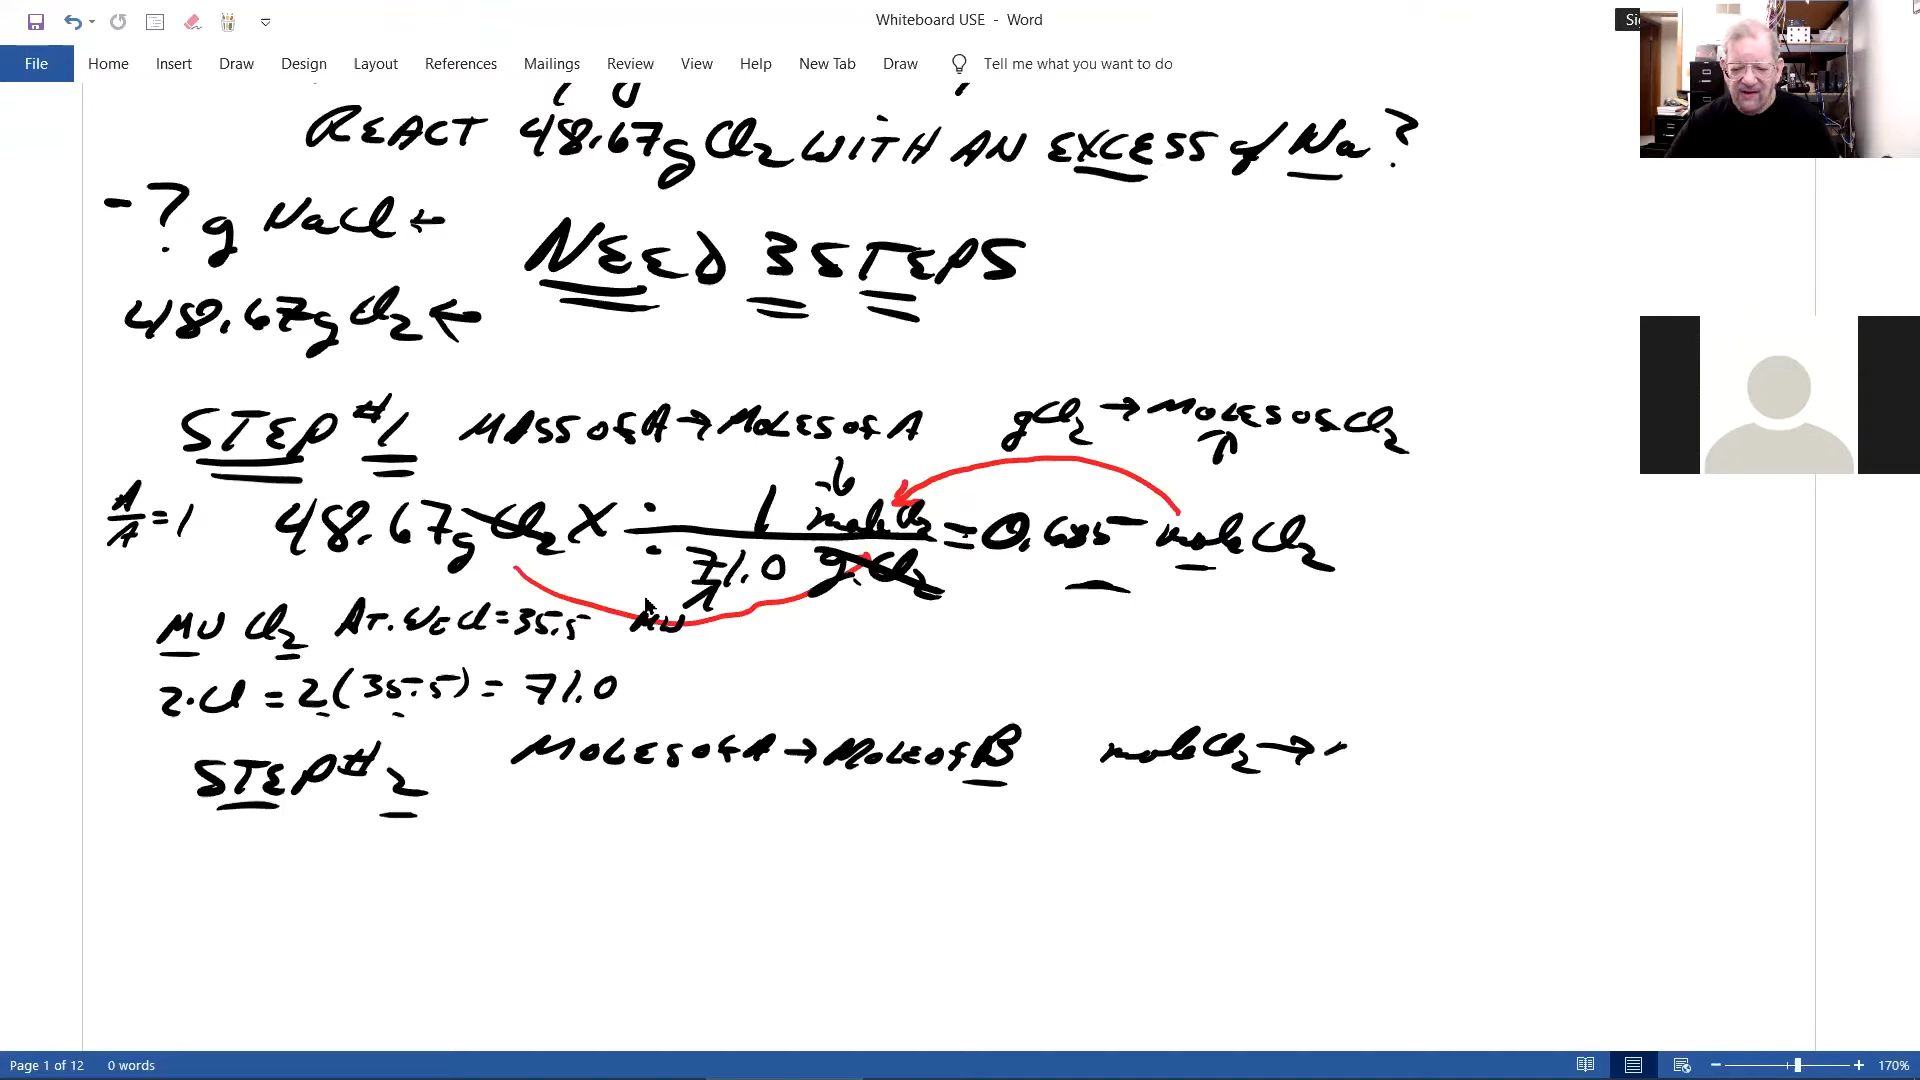 Whiteboard USE - Word
File Home Insert Draw Design Layout References Mailings Review View Help New Tab Draw Tell me what you want to do
REACT 48.67g Cl2 WITH AN EXCESS of Na?
-? g NaCl ←
NEED 3 STEPS
48.67g Cl2 ←
STEP #1 MASS of A → MOLES of A gCl2 → MOLES OF Cl2
A/A = 1 48.67g Cl2 X 1 mole Cl2 / 71.0 g. Cl2 = 0.685 mole Cl2
MW Cl2 AT. WE Cl = 35.5 MW
2·Cl = 2(35.5) = 71.0
STEP #2 MOLES of A → MOLE of B mole Cl2 →
Page 1 of 12 0 words 170%